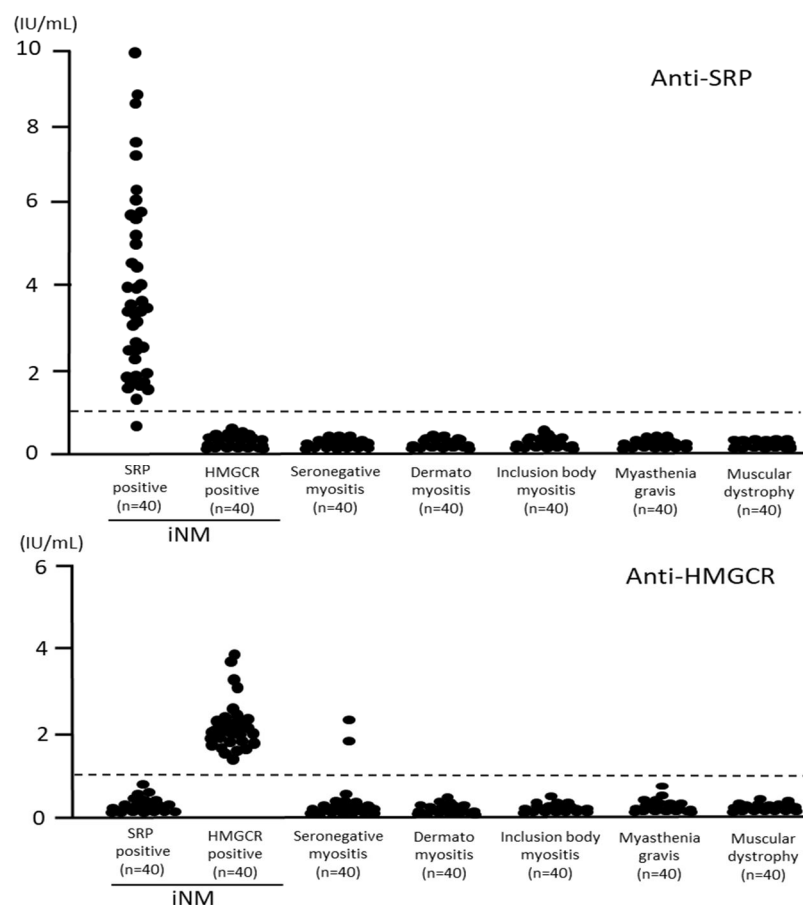 (IU/mL)
Anti-SRP
10
8
6
4
2
0
SRP HMGCR Seronegative Dermato Inclusion body Myasthenia Muscular
positive positive myositis myositis myositis gravis dystrophy
(n=40) (n=40) (n=40) (n=40) (n=40) (n=40) (n=40)
iNM
(IU/mL)
Anti-HMGCR
6
4
2
0
SRP HMGCR Seronegative Dermato Inclusion body Myasthenia Muscular
positive positive myositis myositis myositis gravis dystrophy
(n=40) (n=40) (n=40) (n=40) (n=40) (n=40) (n=40)
iNM